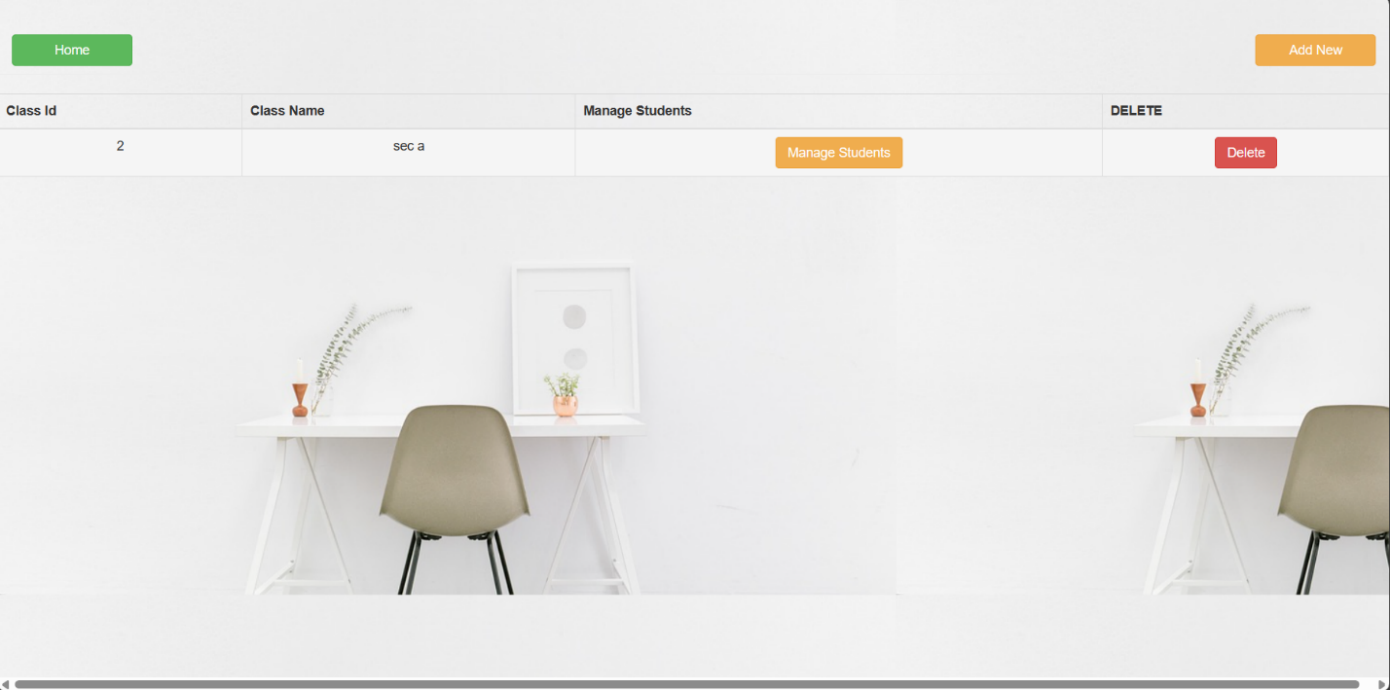 Home
Add New
Class Id Class Name Manage Students DELETE
2 sec a Manage Students Delete